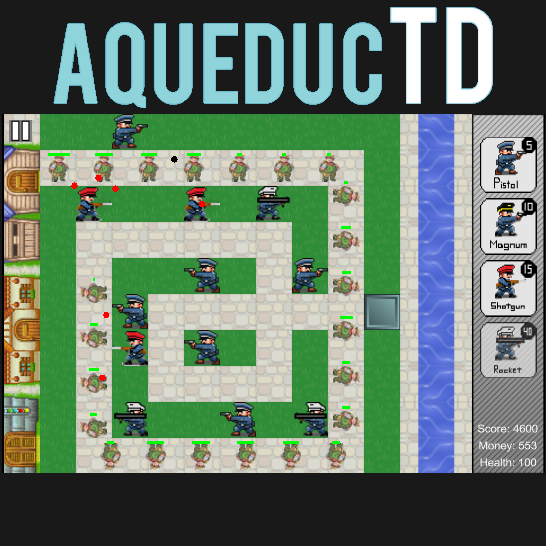 AQUEDUCTD
5
Pistol
10
Magnum
15
Shotgun
40
Rocket
Score: 4600
Money: 553
Health: 100